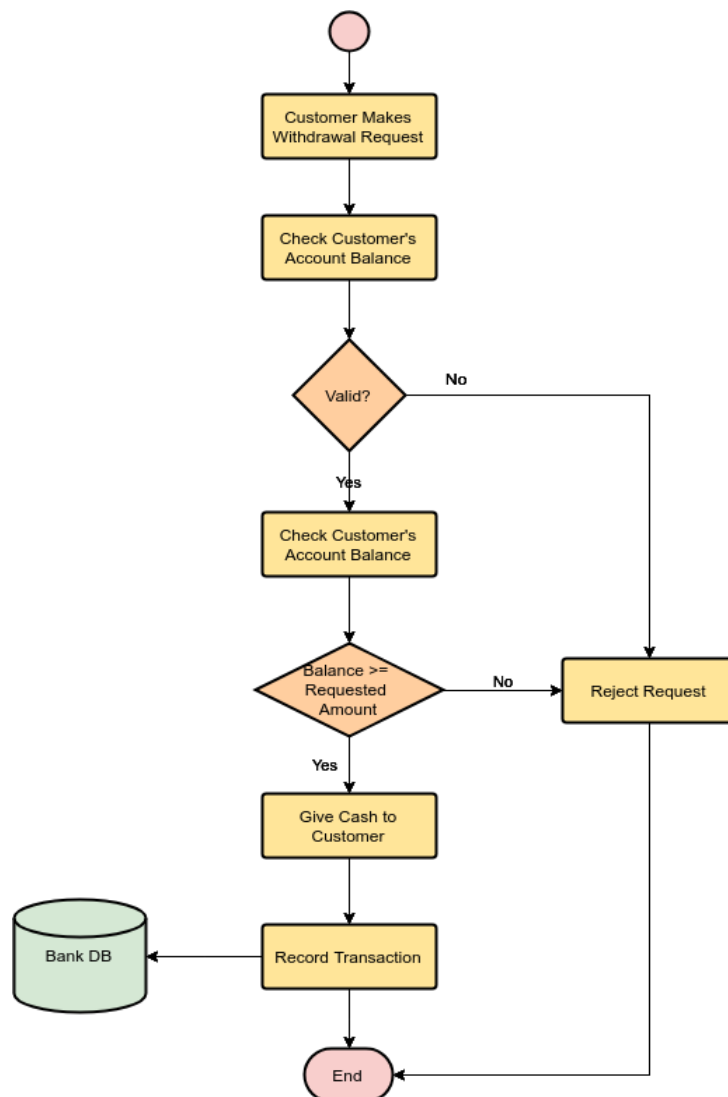 Customer Makes
Withdrawal Request
Check Customer's
Account Balance
Valid?
No
Yes
Check Customer's
Account Balance
Balance >=
Requested
Amount
No
Reject Request
Yes
Give Cash to
Customer
Bank DB
Record Transaction
End